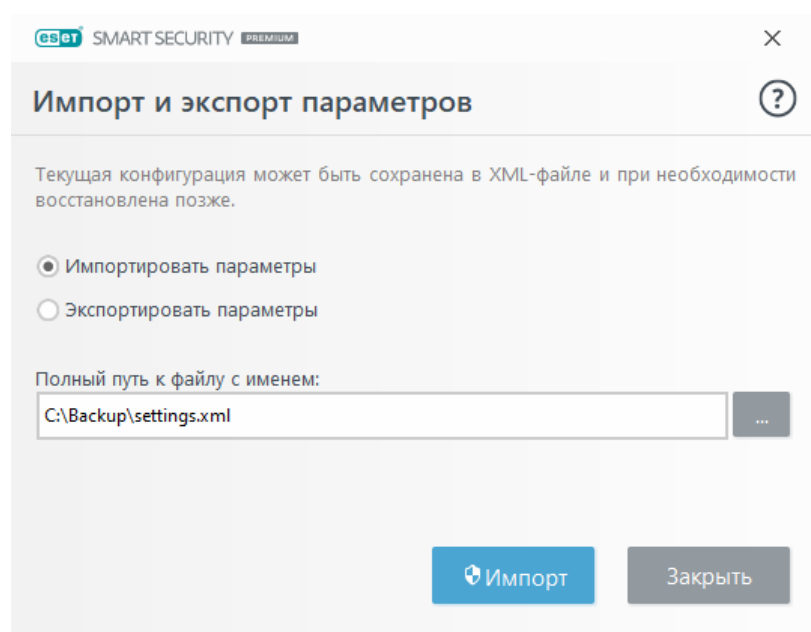 eset SMART SECURITY PREMIUM
Импорт и экспорт параметров
?
Текущая конфигурация может быть сохранена в XML-файле и при необходимости
восстановлена позже.
Импортировать параметры
Экспортировать параметры
Полный путь к файлу с именем:
C:\Backup\settings.xml
...
Импорт
Закрыть